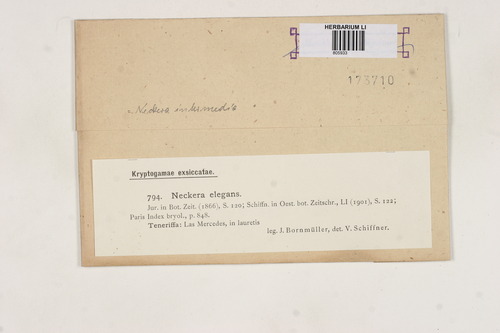 HERBARIUM LI
173710
Neckera intermedia
Kryptogamae exsiccatae.
794. Neckera elegans.
Jur. in Bot. Zeit. (1866), S. 120; Schiffn. in Oest. bot. Zeitschr., LI (1901), S. 122;
Paris Index bryol., p. 848.
Teneriffa: Las Mercedes, in lauretis
leg. J. Bornmüller, det. V. Schiffner.